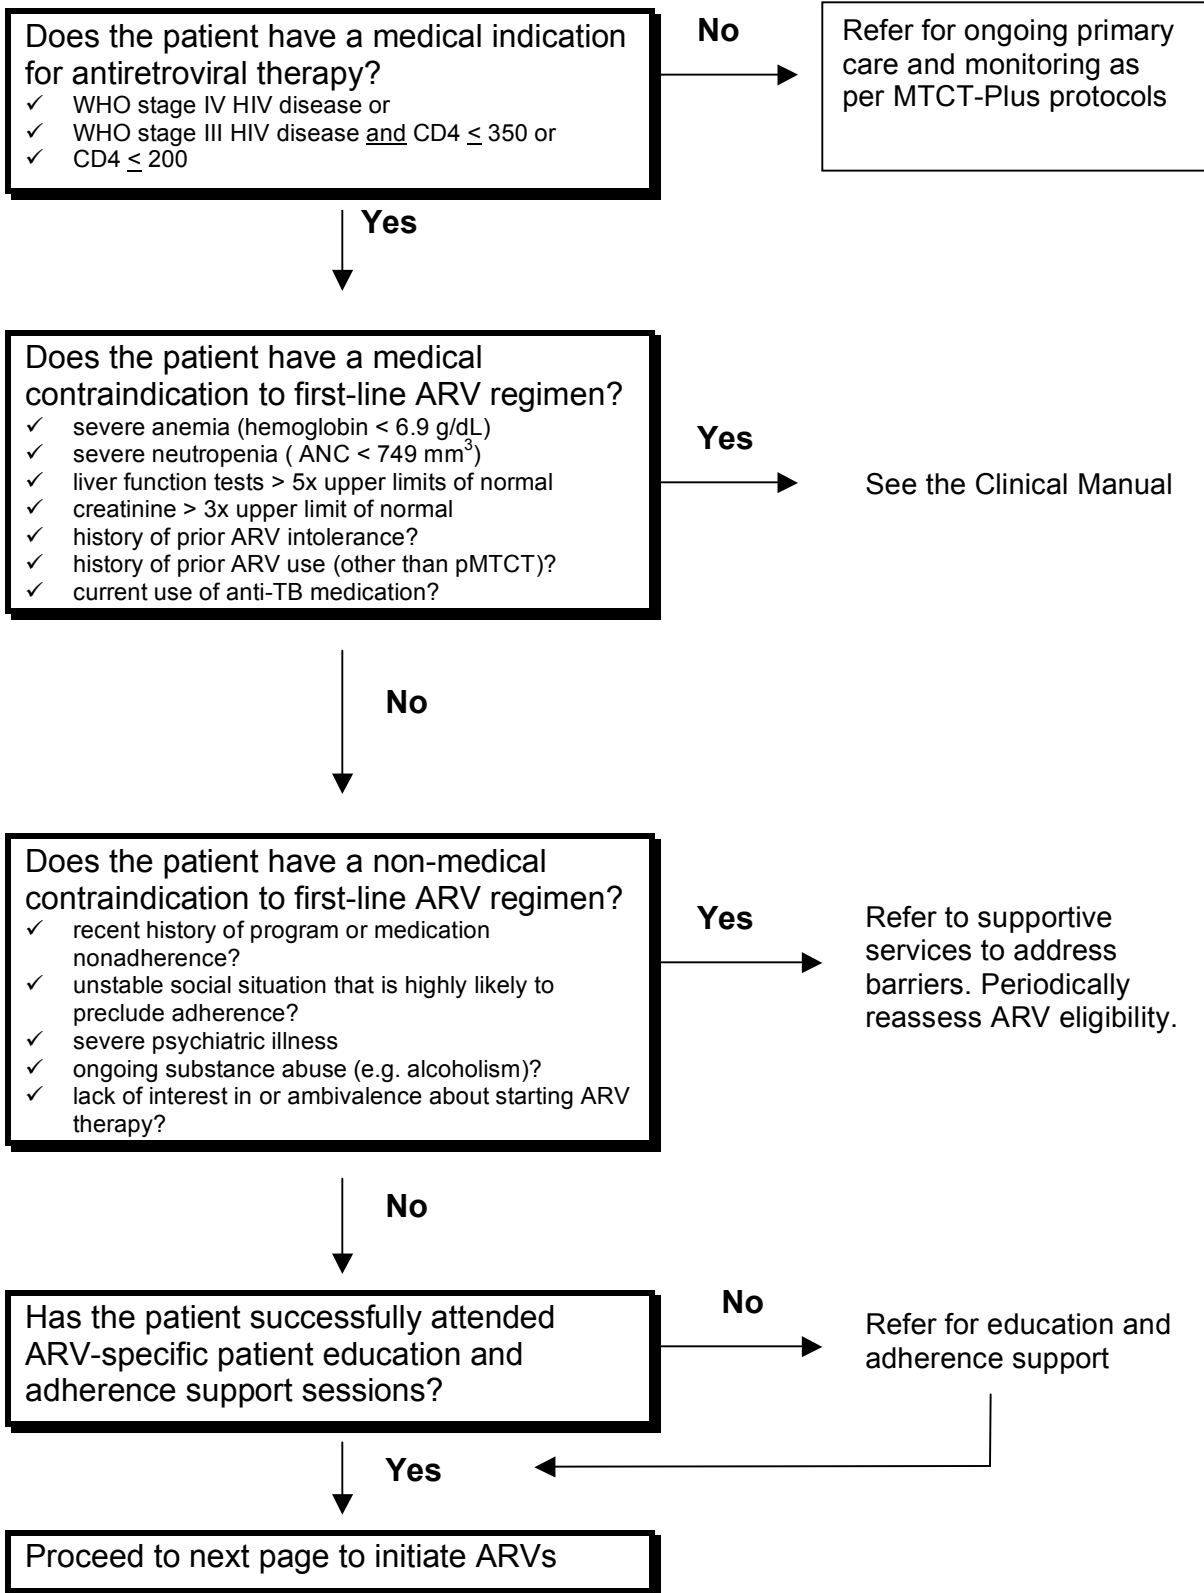 Does the patient have a medical indication
for antiretroviral therapy?
✓ WHO stage IV HIV disease or
✓ WHO stage III HIV disease and CD4 ≤ 350 or
✓ CD4 ≤ 200
No
Refer for ongoing primary
care and monitoring as
per MTCT-Plus protocols
Yes
Does the patient have a medical
contraindication to first-line ARV regimen?
✓ severe anemia (hemoglobin < 6.9 g/dL)
✓ severe neutropenia ( ANC < 749 mm³)
✓ liver function tests > 5x upper limits of normal
✓ creatinine > 3x upper limit of normal
✓ history of prior ARV intolerance?
✓ history of prior ARV use (other than pMTCT)?
✓ current use of anti-TB medication?
Yes
See the Clinical Manual
No
Does the patient have a non-medical
contraindication to first-line ARV regimen?
✓ recent history of program or medication
nonadherence?
✓ unstable social situation that is highly likely to
preclude adherence?
✓ severe psychiatric illness
✓ ongoing substance abuse (e.g. alcoholism)?
✓ lack of interest in or ambivalence about starting ARV
therapy?
Yes
Refer to supportive
services to address
barriers. Periodically
reassess ARV eligibility.
No
Has the patient successfully attended
ARV-specific patient education and
adherence support sessions?
No
Refer for education and
adherence support
Yes
Proceed to next page to initiate ARVs